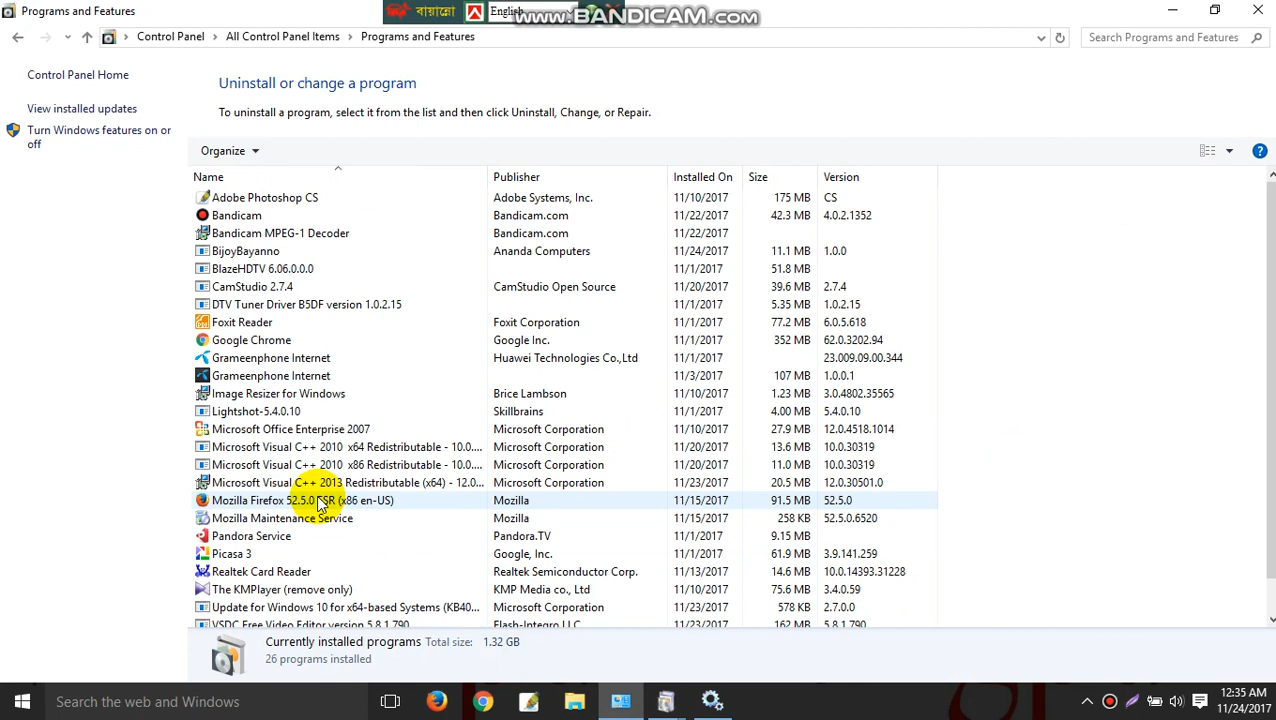 Programs and Features
বায়ান্নো
English
www.BANDICAM.com
Control Panel
All Control Panel Items
Programs and Features
Search Programs and Features
Control Panel Home
View installed updates
Turn Windows features on or
off
Uninstall or change a program
To uninstall a program, select it from the list and then click Uninstall, Change, or Repair.
Organize
Name Publisher Installed On Size Version
Adobe Photoshop CS Adobe Systems, Inc. 11/10/2017 175 MB CS
Bandicam Bandicam.com 11/22/2017 42.3 MB 4.0.2.1352
Bandicam MPEG-1 Decoder Bandicam.com 11/22/2017
BijoyBayanno Ananda Computers 11/24/2017 11.1 MB 1.0.0
BlazeHDTV 6.06.0.0.0 11/1/2017 51.8 MB
CamStudio 2.7.4 CamStudio Open Source 11/20/2017 39.6 MB 2.7.4
DTV Tuner Driver B5DF version 1.0.2.15 11/1/2017 5.35 MB 1.0.2.15
Foxit Reader Foxit Corporation 11/1/2017 77.2 MB 6.0.5.618
Google Chrome Google Inc. 11/1/2017 352 MB 62.0.3202.94
Grameenphone Internet Huawei Technologies Co.,Ltd 11/1/2017 23.009.09.00.344
Grameenphone Internet 11/3/2017 107 MB 1.0.0.1
Image Resizer for Windows Brice Lambson 11/10/2017 1.23 MB 3.0.4802.35565
Lightshot-5.4.0.10 Skillbrains 11/1/2017 4.00 MB 5.4.0.10
Microsoft Office Enterprise 2007 Microsoft Corporation 11/10/2017 27.9 MB 12.0.4518.1014
Microsoft Visual C++ 2010 x64 Redistributable - 10.0.... Microsoft Corporation 11/20/2017 13.6 MB 10.0.30319
Microsoft Visual C++ 2010 x86 Redistributable - 10.0.... Microsoft Corporation 11/20/2017 11.0 MB 10.0.30319
Microsoft Visual C++ 2013 Redistributable (x64) - 12.0.... Microsoft Corporation 11/23/2017 20.5 MB 12.0.30501.0
Mozilla Firefox 52.5.0 ESR (x86 en-US) Mozilla 11/15/2017 91.5 MB 52.5.0
Mozilla Maintenance Service Mozilla 11/15/2017 258 KB 52.5.0.6520
Pandora Service Pandora.TV 11/1/2017 9.15 MB
Picasa 3 Google, Inc. 11/1/2017 61.9 MB 3.9.141.259
Realtek Card Reader Realtek Semiconductor Corp. 11/13/2017 14.6 MB 10.0.14393.31228
The KMPlayer (remove only) KMP Media co., Ltd 11/10/2017 75.6 MB 3.4.0.59
Update for Windows 10 for x64-based Systems (KB40... Microsoft Corporation 11/23/2017 578 KB 2.7.0.0
VSDC Free Video Editor version 5.8.1.790 Flash-Integro LLC 11/23/2017 162 MB 5.8.1.790
Currently installed programs Total size: 1.32 GB
26 programs installed
Search the web and Windows
12:35 AM
11/24/2017